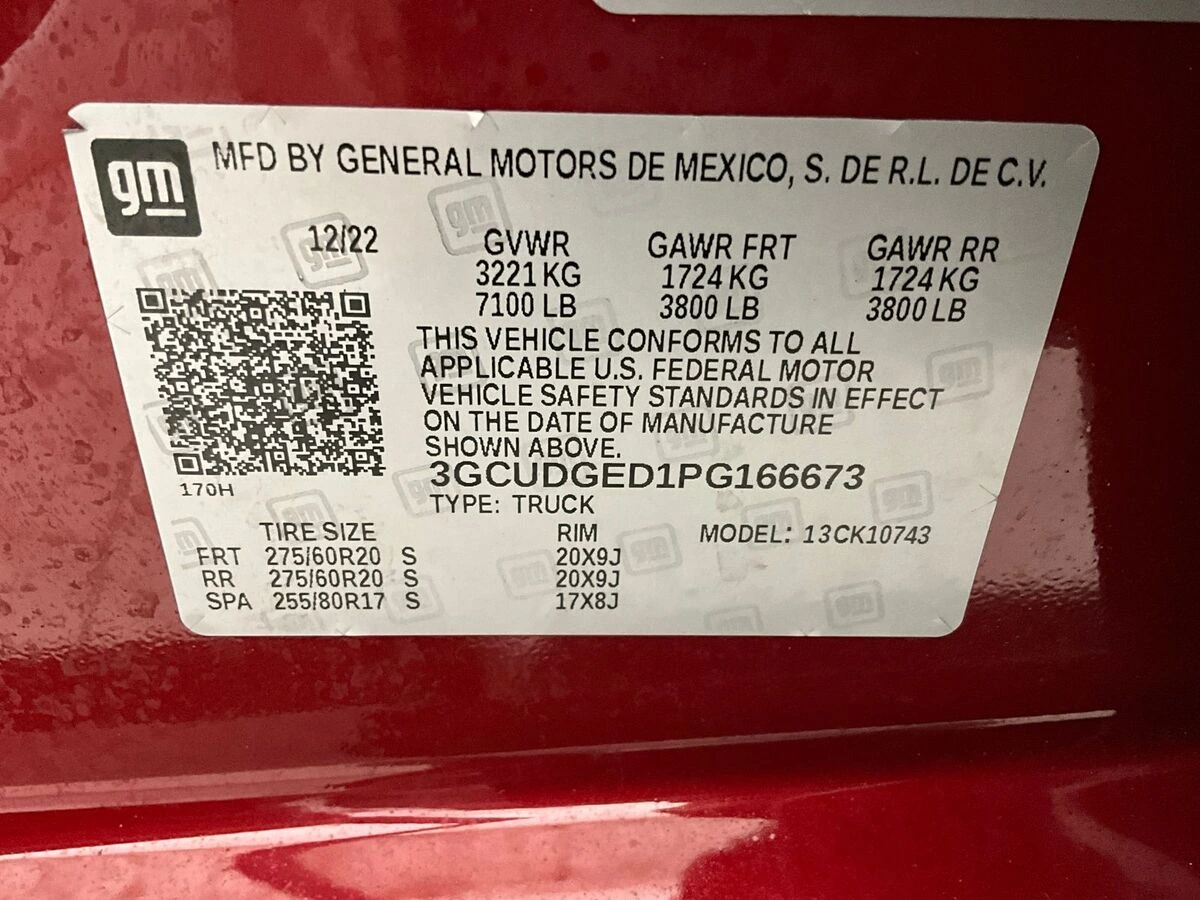 gm MFD BY GENERAL MOTORS DE MEXICO, S. DE R.L. DE C.V.
12/22 GVWR GAWR FRT GAWR RR
3221 KG 1724 KG 1724 KG
7100 LB 3800 LB 3800 LB
THIS VEHICLE CONFORMS TO ALL
APPLICABLE U.S. FEDERAL MOTOR
VEHICLE SAFETY STANDARDS IN EFFECT
ON THE DATE OF MANUFACTURE
SHOWN ABOVE.
3GCUDGED1PG166673
170H
TYPE: TRUCK
TIRE SIZE RIM MODEL: 13CK10743
FRT 275/60R20 S 20X9J
RR 275/60R20 S 20X9J
SPA 255/80R17 S 17X8J